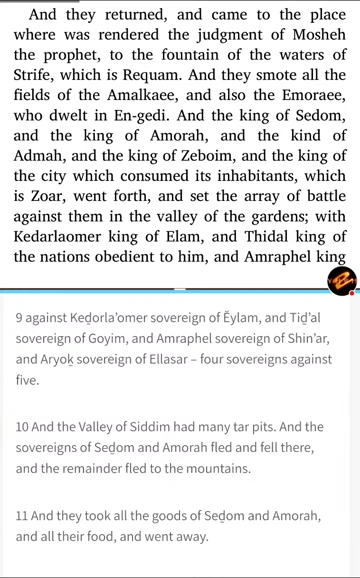 And they returned, and came to the place
where was rendered the judgment of Mosheh
the prophet, to the fountain of the waters of
Strife, which is Requam. And they smote all the
fields of the Amalkaee, and also the Emoraee,
who dwelt in En-gedi. And the king of Sedom,
and the king of Amorah, and the kind of
Admah, and the king of Zeboim, and the king of
the city which consumed its inhabitants, which
is Zoar, went forth, and set the array of battle
against them in the valley of the gardens; with
Kedarlaomer king of Elam, and Thidal king of
the nations obedient to him, and Amraphel king
9 against Keḏorla’omer sovereign of Ěylam, and Tiḏ’al
sovereign of Goyim, and Amraphel sovereign of Shin’ar,
and Aryoḵ sovereign of Ellasar – four sovereigns against
five.
10 And the Valley of Siddim had many tar pits. And the
sovereigns of Seḏom and Amorah fled and fell there,
and the remainder fled to the mountains.
11 And they took all the goods of Seḏom and Amorah,
and all their food, and went away.